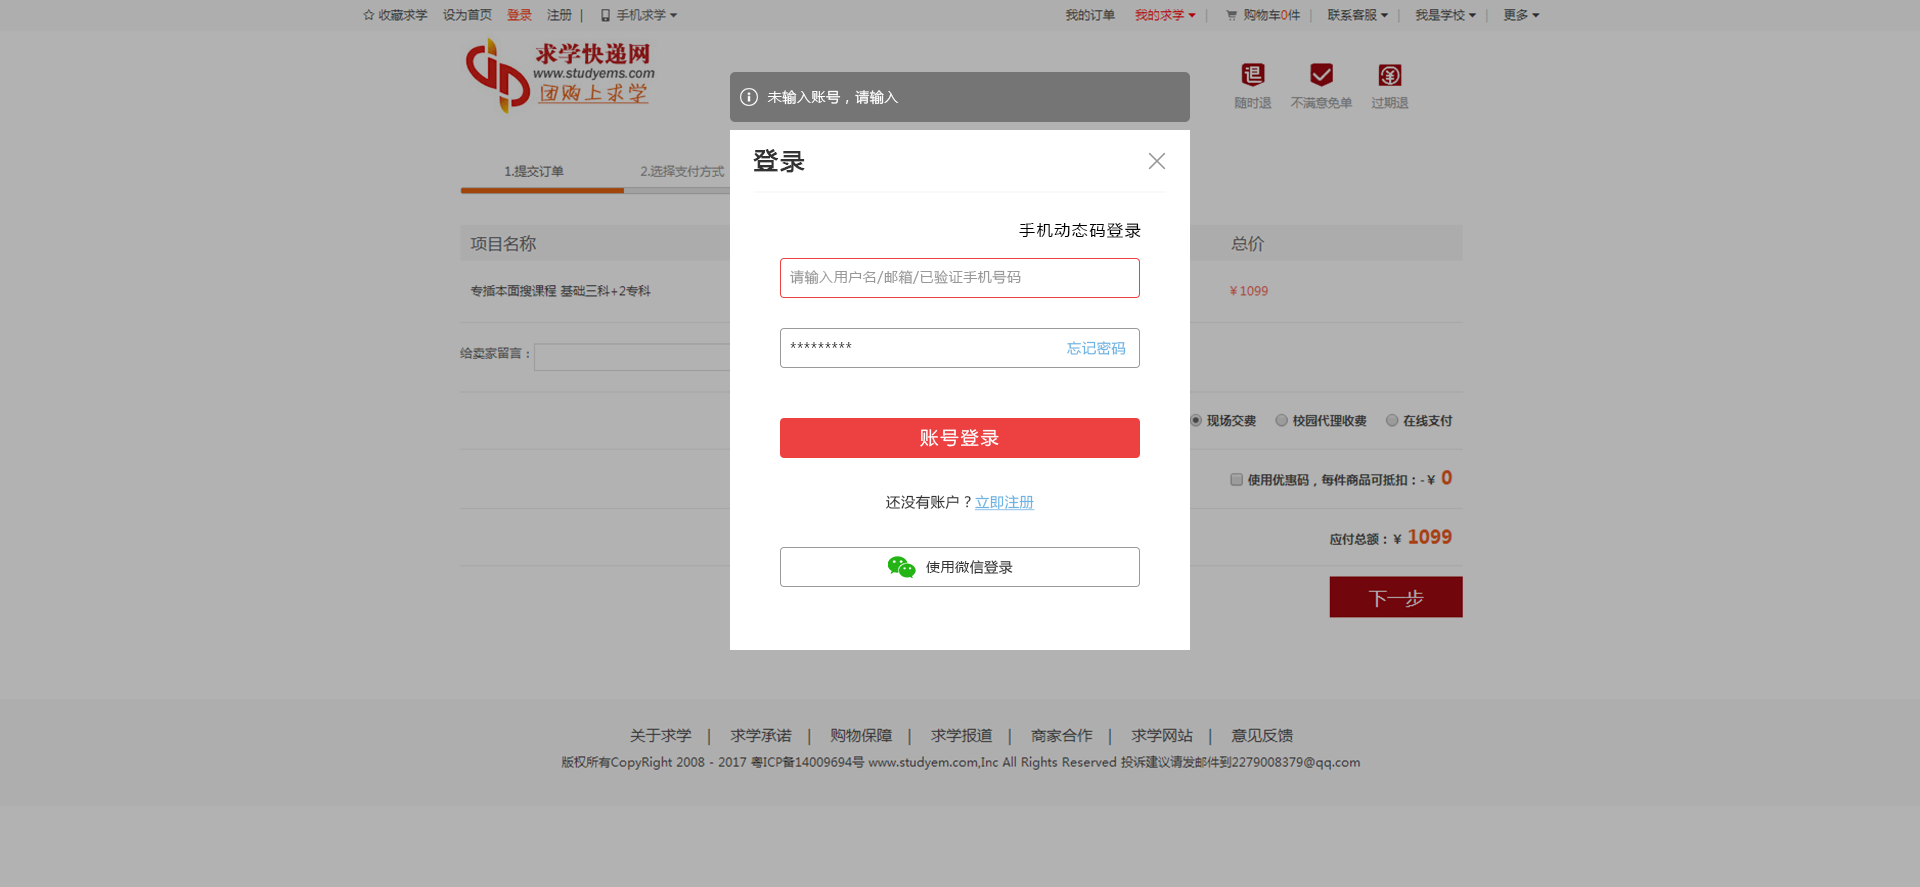 收藏求学 设为首页 登录 注册 | 手机求学 我的订单 我的求学 | 购物车0件 | 联系客服 | 我是学校 | 更多
求学快递网
www.studyems.com
团购上求学
退
随时退 不满意免单 过期退
未输入账号，请输入
登录
1.提交订单 2.选择支付方式
手机动态码登录
项目名称 总价
请输入用户名/邮箱/已验证手机号码
专插本面搜课程 基础三科+2专科 ￥1099
给卖家留言：
********* 忘记密码
现场交费 校园代理收费 在线支付
账号登录
使用优惠码，每件商品可抵扣：-￥ 0
还没有账户？立即注册
应付总额：￥ 1099
使用微信登录
下一步
关于求学 | 求学承诺 | 购物保障 | 求学报道 | 商家合作 | 求学网站 | 意见反馈
版权所有CopyRight 2008 - 2017 粤ICP备14009694号 www.studyem.com,Inc All Rights Reserved 投诉建议请发邮件到2279008379@qq.com